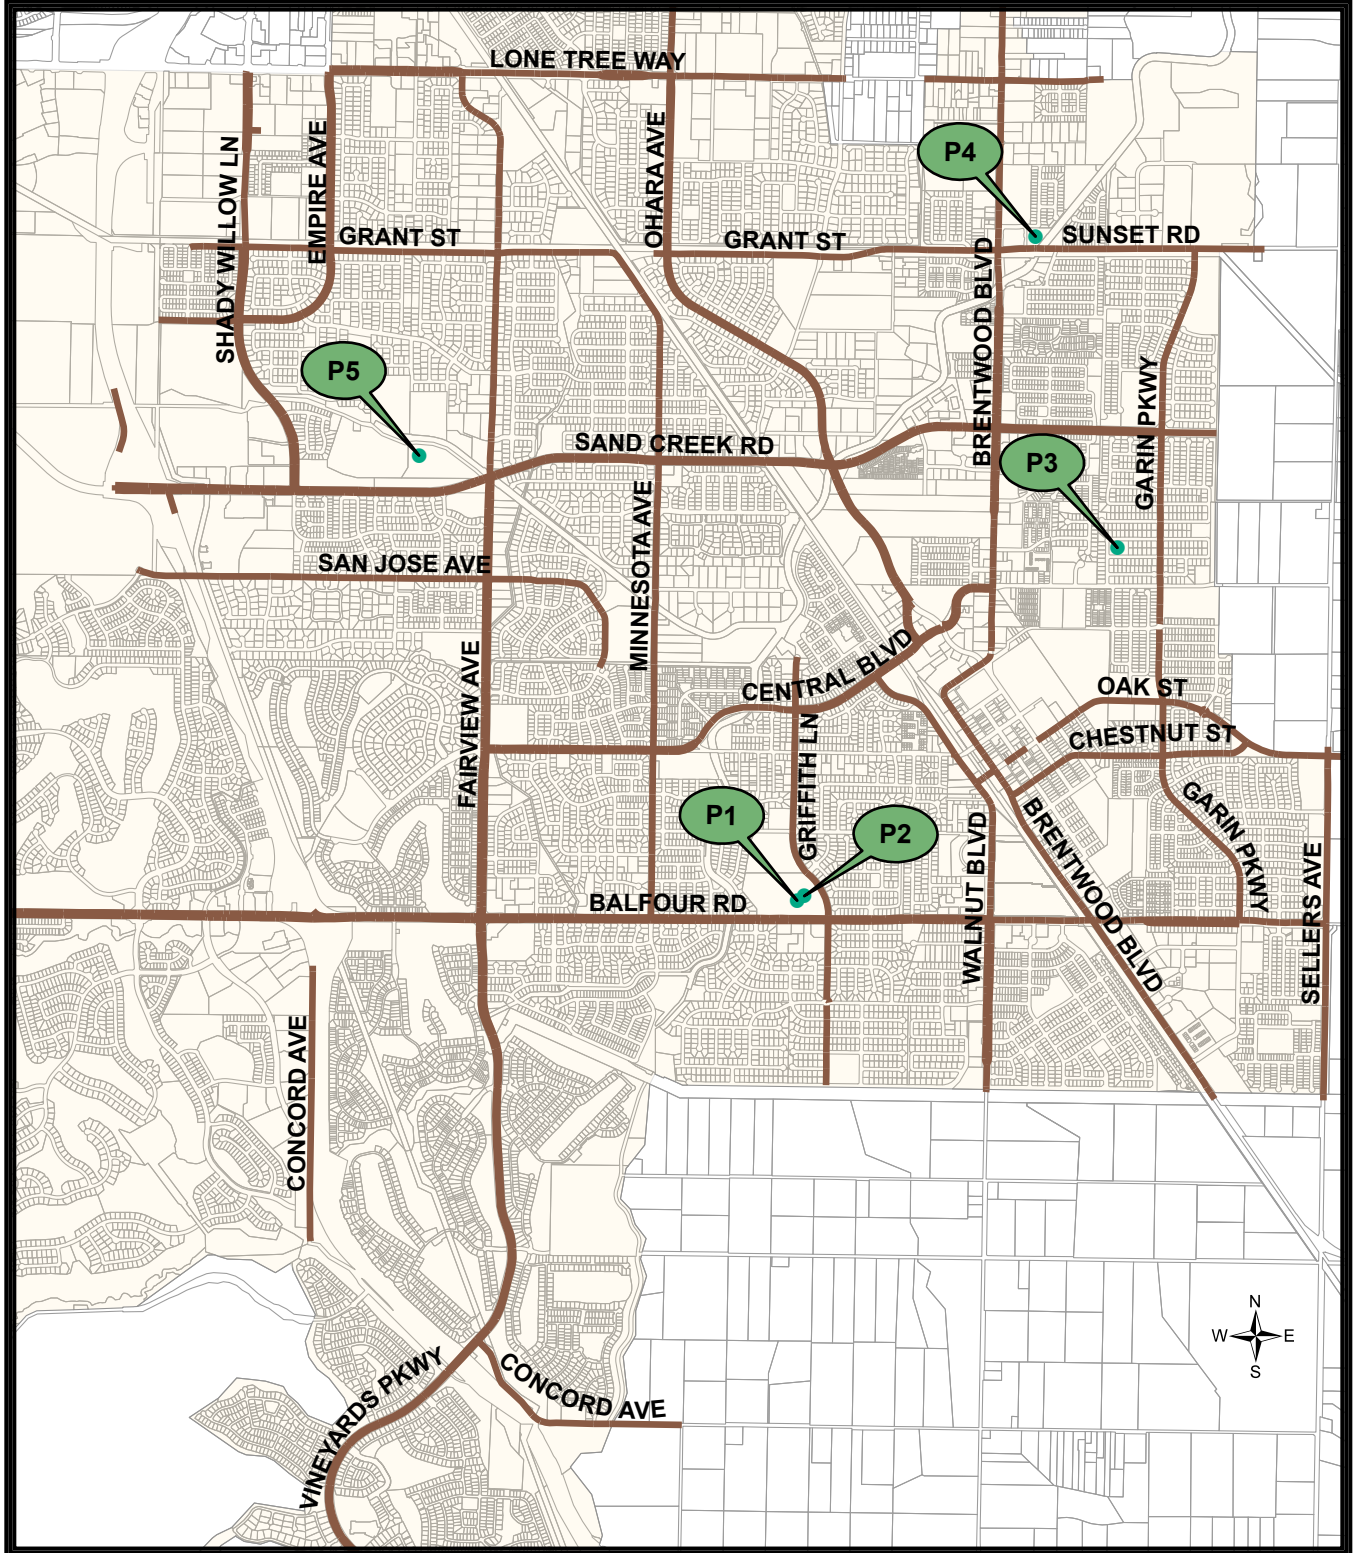 LONE TREE WAY
SHADY WILLOW LN
EMPIRE AVE
OHARA AVE
P4
GRANT ST
GRANT ST
SUNSET RD
BRENTWOOD BLVD
P5
GARIN PKWY
SAND CREEK RD
P3
MINNESOTA AVE
SAN JOSE AVE
FAIRVIEW AVE
CENTRAL BLVD
OAK ST
CHESTNUT ST
GRIFFITH LN
P1
P2
GARIN PKWY
BRENTWOOD BLVD
WALNUT BLVD
SELLERS AVE
BALFOUR RD
CONCORD AVE
N
W
E
S
VINEYARDS PKWY
CONCORD AVE